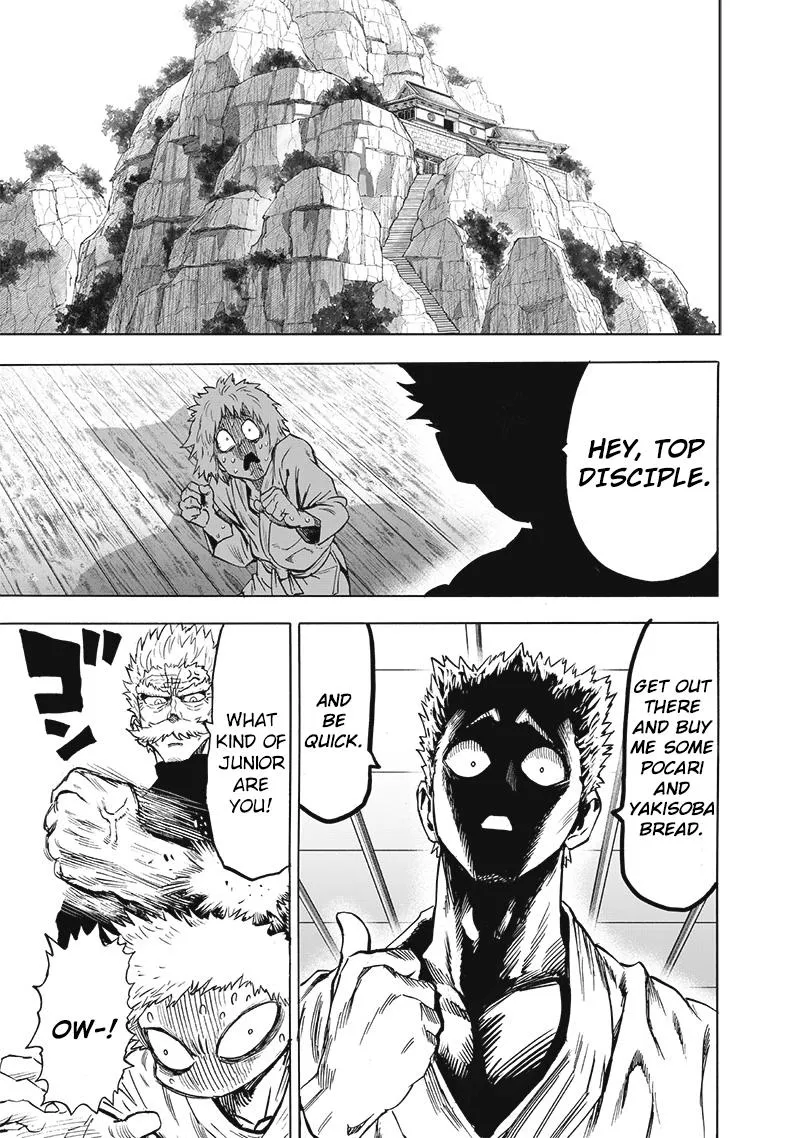 HEY, TOP
DISCIPLE.
GET OUT
THERE
AND BUY
ME SOME
POCARI
AND
YAKISOBA
BREAD.
AND
BE
QUICK.
ゴンッ
WHAT
KIND OF
JUNIOR
ARE
YOU!
OW-!